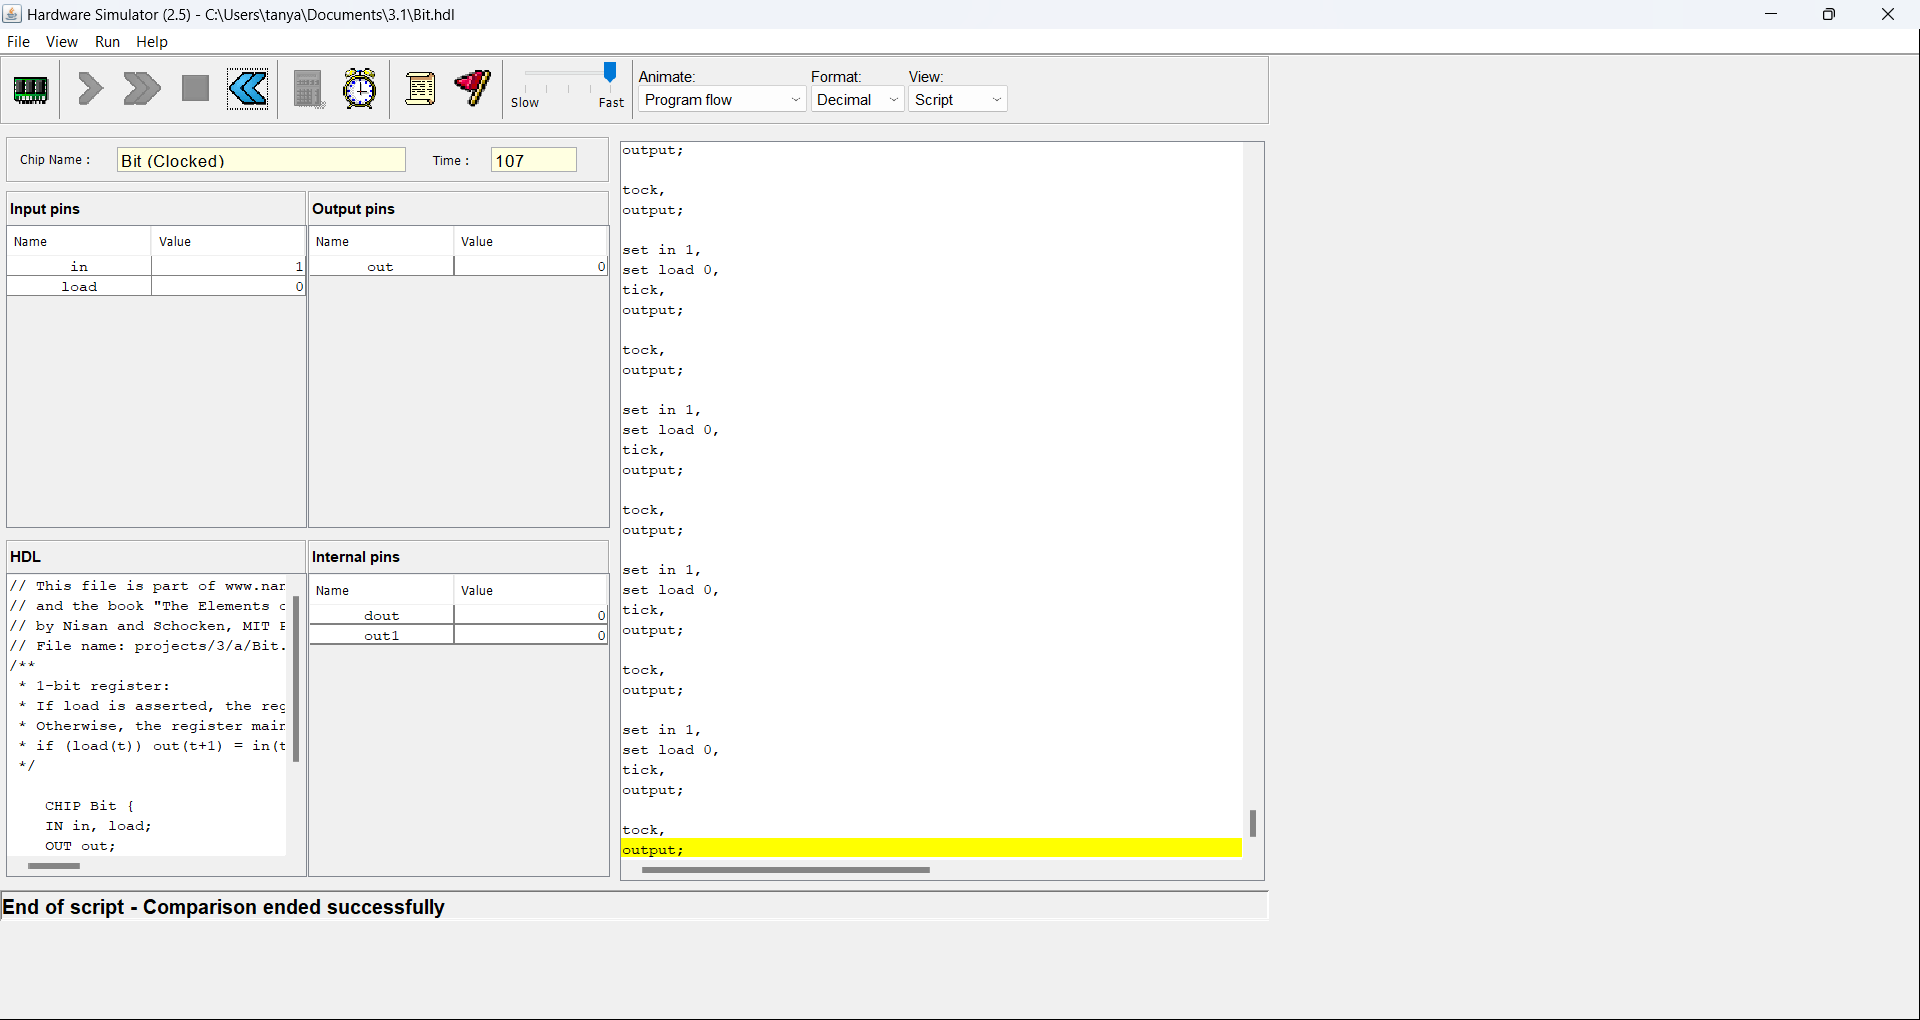 Hardware Simulator (2.5) - C:\Users\tanya\Documents\3.1\Bit.hdl
File View Run Help
Slow Fast
Animate: Format: View:
Program flow Decimal Script
Chip Name : Bit (Clocked) Time : 107
Input pins
Name Value
in 1
load 0
Output pins
Name Value
out 0
HDL
// This file is part of www.nan
// and the book "The Elements
// by Nisan and Schocken, MIT
// File name: projects/3/a/Bit.
/**
* 1-bit register:
* If load is asserted, the reg
* Otherwise, the register main
* if (load(t)) out(t+1) = in(t
*/
CHIP Bit {
IN in, load;
OUT out;
Internal pins
Name Value
dout 0
out1 0
output;
tock,
output;
set in 1,
set load 0,
tick,
output;
tock,
output;
set in 1,
set load 0,
tick,
output;
tock,
output;
set in 1,
set load 0,
tick,
output;
tock,
output;
set in 1,
set load 0,
tick,
output;
tock,
output;
End of script - Comparison ended successfully